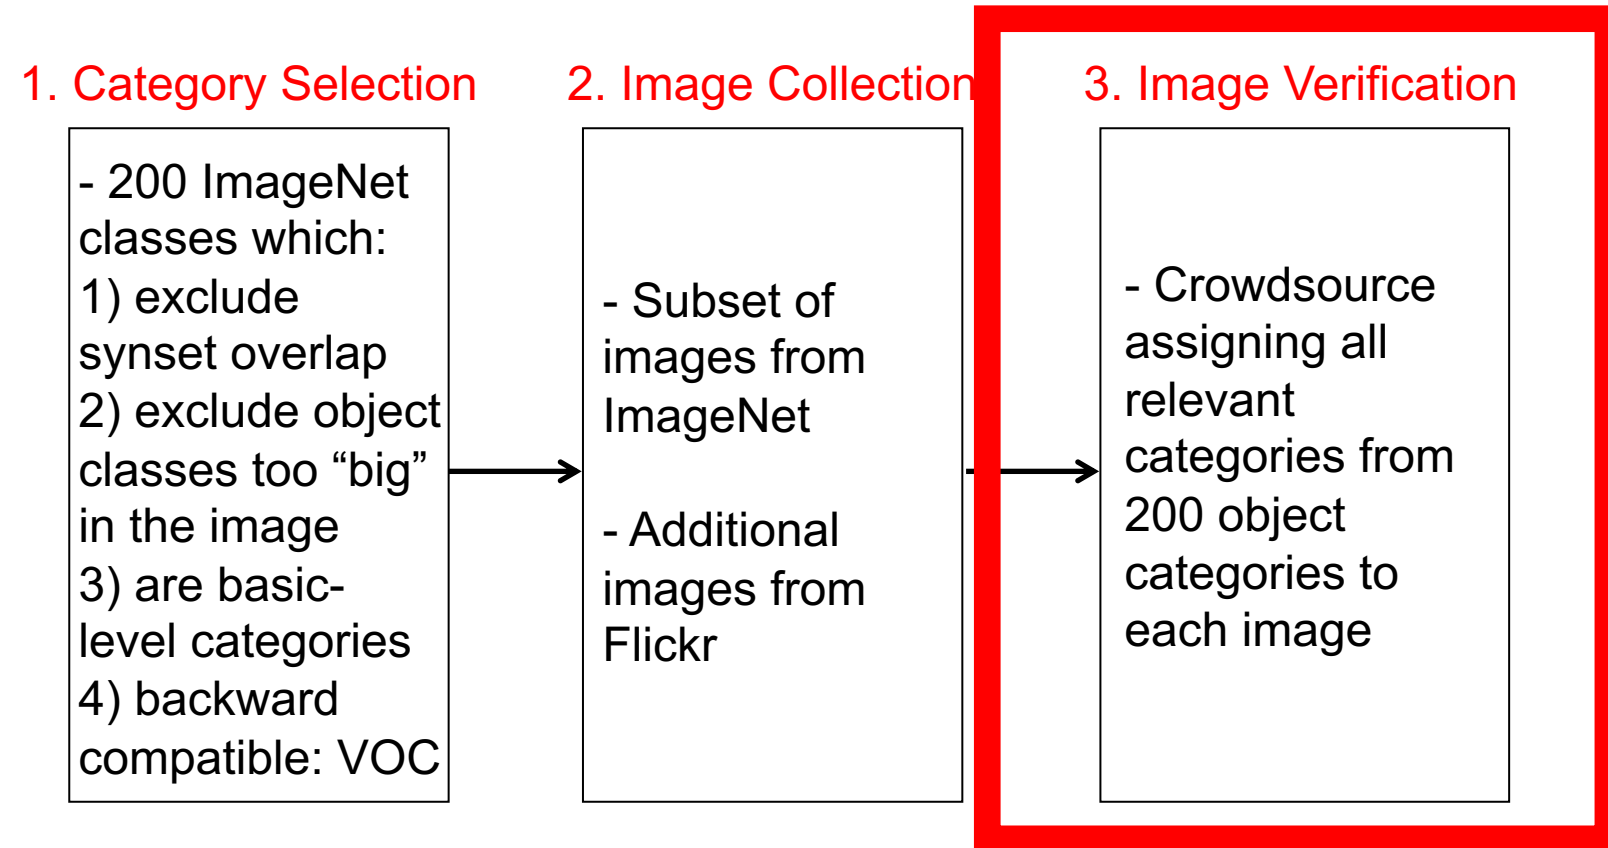 1. Category Selection
- 200 ImageNet
classes which:
1) exclude
synset overlap
2) exclude object
classes too “big”
in the image
3) are basic-
level categories
4) backward
compatible: VOC
2. Image Collection
- Subset of
images from
ImageNet
- Additional
images from
Flickr
3. Image Verification
- Crowdsource
assigning all
relevant
categories from
200 object
categories to
each image